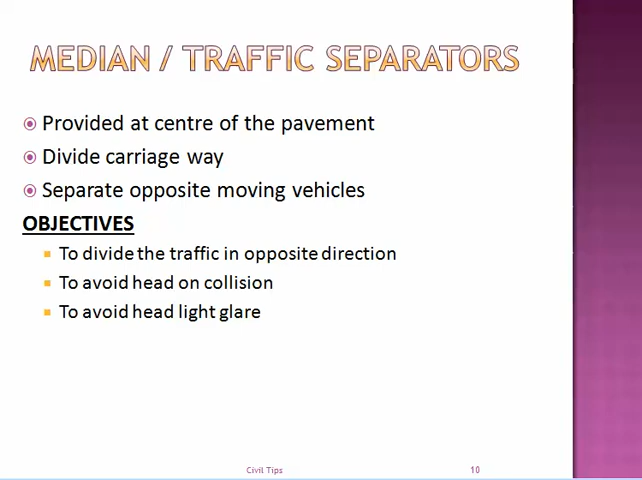 MEDIAN / TRAFFIC SEPARATORS
Provided at centre of the pavement
Divide carriage way
Separate opposite moving vehicles
OBJECTIVES
To divide the traffic in opposite direction
To avoid head on collision
To avoid head light glare
Civil Tips
10